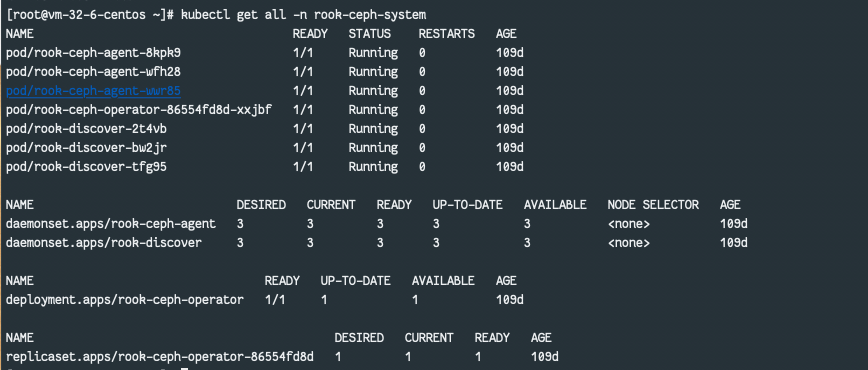 [root@vm-32-6-centos ~]# kubectl get all -n rook-ceph-system
NAME READY STATUS RESTARTS AGE
pod/rook-ceph-agent-8kpk9 1/1 Running 0 109d
pod/rook-ceph-agent-wfh28 1/1 Running 0 109d
pod/rook-ceph-agent-wwr85 1/1 Running 0 109d
pod/rook-ceph-operator-86554fd8d-xxjbf 1/1 Running 0 109d
pod/rook-discover-2t4vb 1/1 Running 0 109d
pod/rook-discover-bw2jr 1/1 Running 0 109d
pod/rook-discover-tfg95 1/1 Running 0 109d
NAME DESIRED CURRENT READY UP-TO-DATE AVAILABLE NODE SELECTOR AGE
daemonset.apps/rook-ceph-agent 3 3 3 3 3 <none> 109d
daemonset.apps/rook-discover 3 3 3 3 3 <none> 109d
NAME READY UP-TO-DATE AVAILABLE AGE
deployment.apps/rook-ceph-operator 1/1 1 1 109d
NAME DESIRED CURRENT READY AGE
replicaset.apps/rook-ceph-operator-86554fd8d 1 1 1 109d